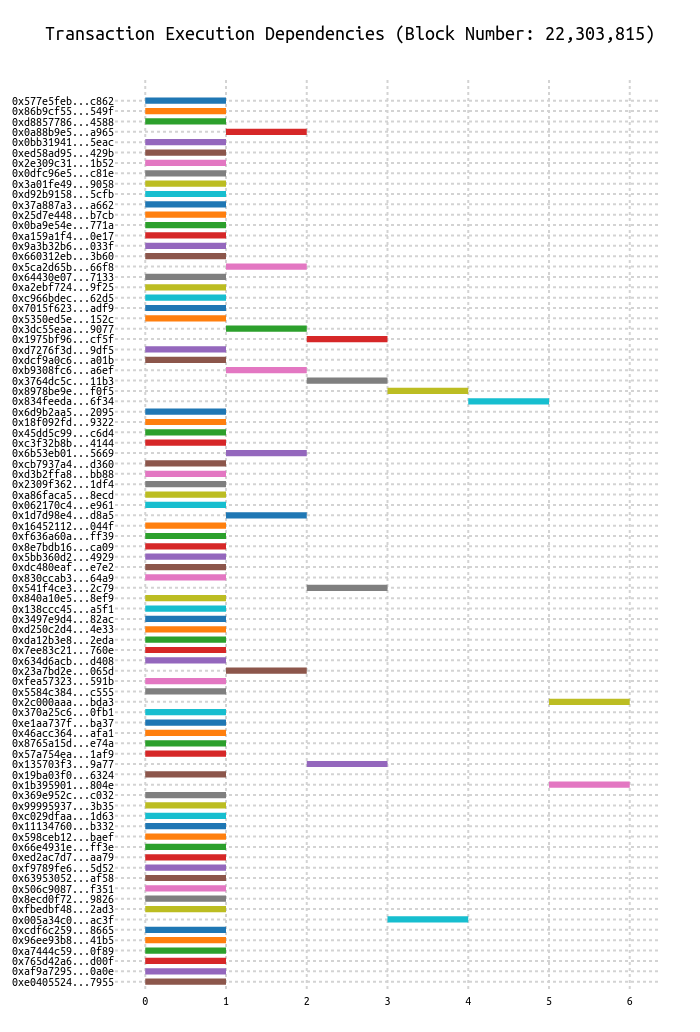 Transaction Execution Dependencies (Block Number: 22,303,815)
0x577e5feb...c862
0x86b9cf55...549f
0xd8857786...4588
0x0a88b9e5...a965
0x0bb31941...5eac
0xed58ad95...429b
0x2e309c31...1b52
0x0dfc96e5...c81e
0x3a01fe49...9058
0xd92b9158...5cfb
0x37a887a3...a662
0x25d7e448...b7cb
0x0ba9e54e...771a
0xa159a1f4...0e17
0x9a3b32b6...033f
0x660312eb...3b60
0x5ca2d65b...66f8
0x64430e07...7133
0xa2ebf724...9f25
0xc966bdec...62d5
0x7015f623...adf9
0x5350ed5e...152c
0x3dc55eaa...9077
0x1975bf96...cf5f
0xd7276f3d...9df5
0xdcf9a0c6...a01b
0xb9308fc6...a6ef
0x3764dc5c...11b3
0x8978be9e...f0f5
0x834feeda...6f34
0x6d9b2aa5...2095
0x18f092fd...9322
0x45dd5c99...c6d4
0xc3f32b8b...4144
0x6b53eb01...5669
0xcb7937a4...d360
0xd3b2ffa8...bb88
0x2309f362...1df4
0xa86faca5...8ecd
0x062170c4...e961
0x1d7d98e4...d8a5
0x16452112...044f
0xf636a60a...ff39
0x8e7bdb16...ca09
0x5bb360d2...4929
0xdc480eaf...e7e2
0x830ccab3...64a9
0x541f4ce3...2c79
0x840a10e5...8ef9
0x138ccc45...a5f1
0x3497e9d4...82ac
0xd250c2d4...4e33
0xda12b3e8...2eda
0x7ee83c21...760e
0x634d6acb...d408
0x23a7bd2e...065d
0xfea57323...591b
0x5584c384...c555
0x2c000aaa...bda3
0x370a25c6...0fb1
0xe1aa737f...ba37
0x46acc364...afa1
0x8765a15d...e74a
0x57a754ea...1af9
0x135703f3...9a77
0x19ba03f0...6324
0x1b395901...804e
0x369e952c...c032
0x99995937...3b35
0xc029dfaa...1d63
0x11134760...b332
0x598ceb12...baef
0x66e4931e...ff3e
0xed2ac7d7...aa79
0xf9789fe6...5d52
0x63953052...af58
0x506c9087...f351
0x8ecd0f72...9826
0xfbedbf48...2ad3
0x005a34c0...ac3f
0xcdf6c259...8665
0x96ee93b8...41b5
0xa7444c59...0f89
0x765d42a6...d00f
0xaf9a7295...0a0e
0xe0405524...7955
0 1 2 3 4 5 6